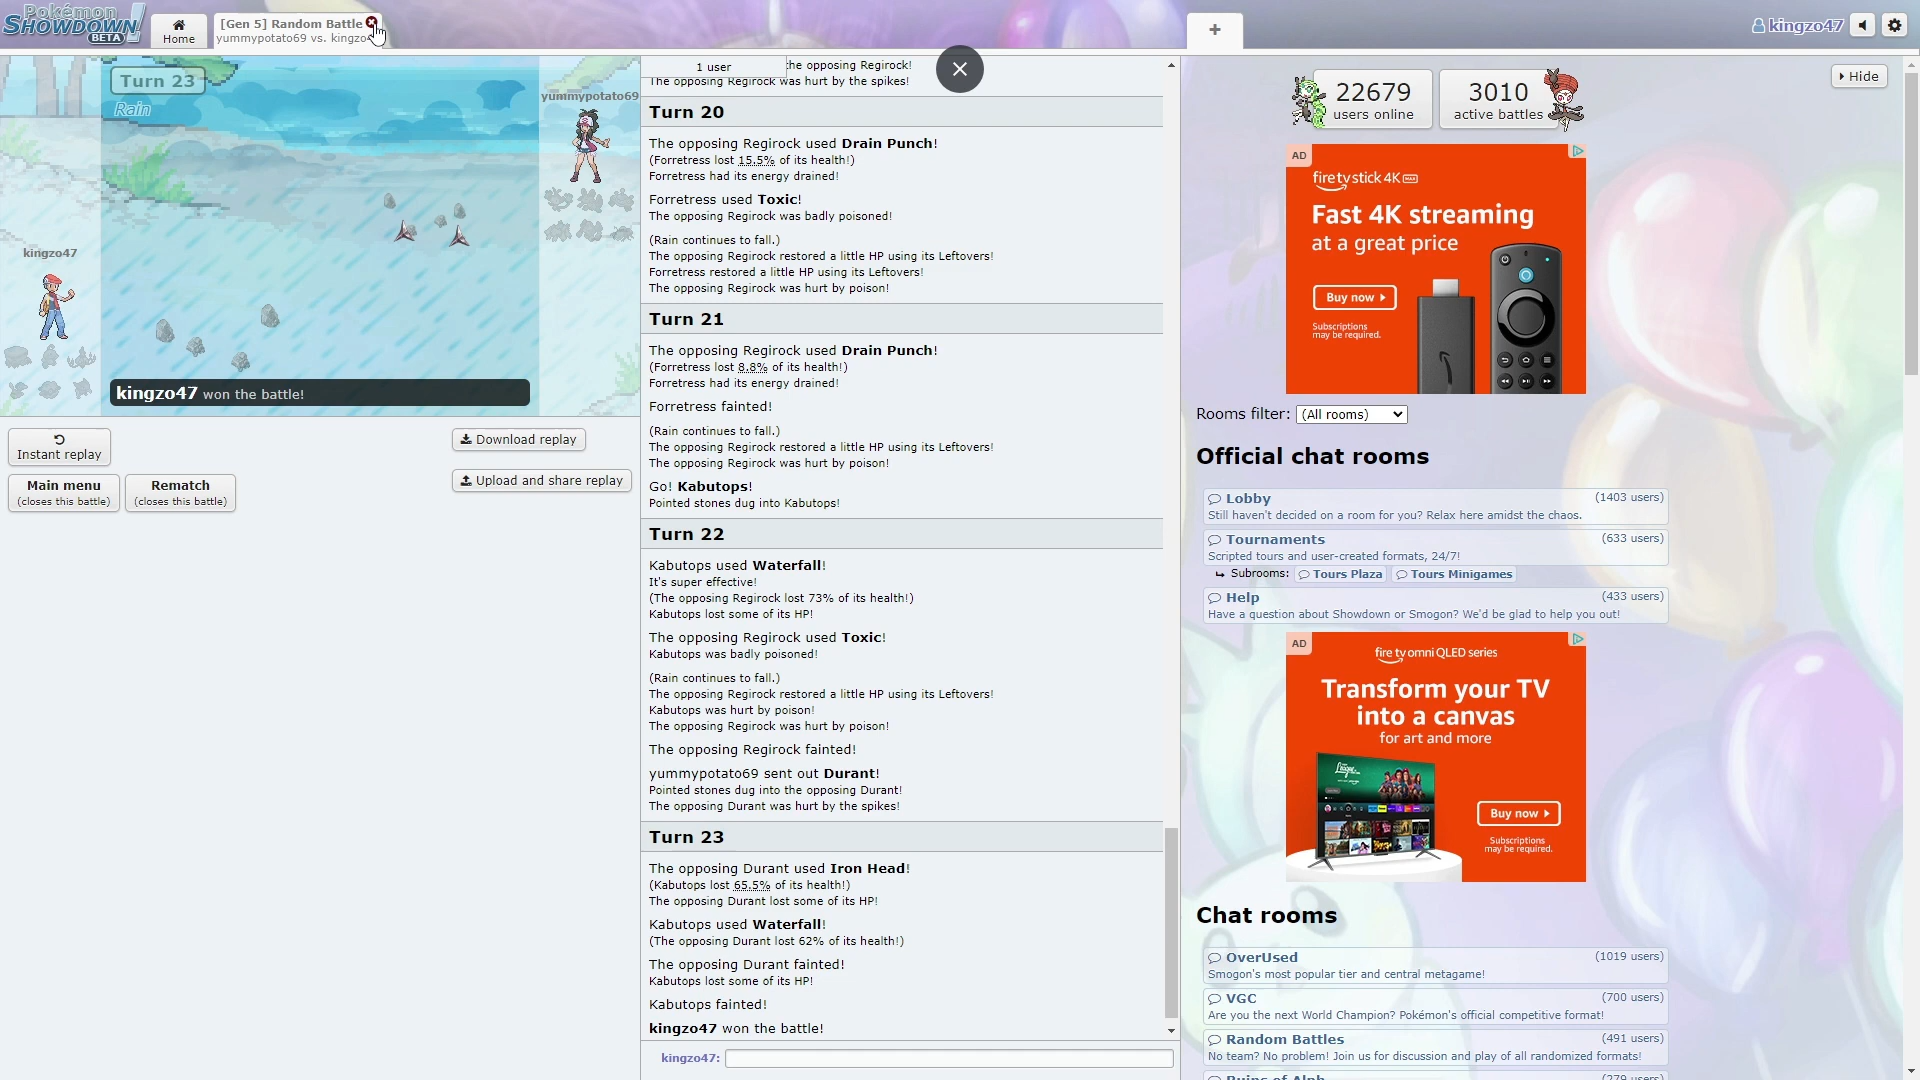 Pokémon
SHOWDOWN!
BETA
Home
[Gen 5] Random Battle
yummypotato69 vs. kingzo4
+
kingzo47
Turn 23
Rain
yummypotato69
kingzo47
kingzo47 won the battle!
Instant replay
Download replay
Upload and share replay
Main menu
(closes this battle)
Rematch
(closes this battle)
1 user
the opposing Regirock!
The opposing Regirock was hurt by the spikes!
Turn 20
The opposing Regirock used Drain Punch!
(Forretress lost 15.5% of its health!)
Forretress had its energy drained!
Forretress used Toxic!
The opposing Regirock was badly poisoned!
(Rain continues to fall.)
The opposing Regirock restored a little HP using its Leftovers!
Forretress restored a little HP using its Leftovers!
The opposing Regirock was hurt by poison!
Turn 21
The opposing Regirock used Drain Punch!
(Forretress lost 8.8% of its health!)
Forretress had its energy drained!
Forretress fainted!
(Rain continues to fall.)
The opposing Regirock restored a little HP using its Leftovers!
The opposing Regirock was hurt by poison!
Go! Kabutops!
Pointed stones dug into Kabutops!
Turn 22
Kabutops used Waterfall!
It's super effective!
(The opposing Regirock lost 73% of its health!)
Kabutops lost some of its HP!
The opposing Regirock used Toxic!
Kabutops was badly poisoned!
(Rain continues to fall.)
The opposing Regirock restored a little HP using its Leftovers!
Kabutops was hurt by poison!
The opposing Regirock was hurt by poison!
The opposing Regirock fainted!
yummypotato69 sent out Durant!
Pointed stones dug into the opposing Durant!
The opposing Durant was hurt by the spikes!
Turn 23
The opposing Durant used Iron Head!
(Kabutops lost 65.5% of its health!)
The opposing Durant lost some of its HP!
Kabutops used Waterfall!
(The opposing Durant lost 62% of its health!)
The opposing Durant fainted!
Kabutops lost some of its HP!
Kabutops fainted!
kingzo47 won the battle!
kingzo47:
22679
users online
3010
active battles
Hide
AD
fire tv stick 4K MAX
Fast 4K streaming
at a great price
Buy now
Subscriptions
may be required.
Rooms filter: (All rooms)
Official chat rooms
Lobby (1403 users)
Still haven't decided on a room for you? Relax here amidst the chaos.
Tournaments (633 users)
Scripted tours and user-created formats, 24/7!
Subrooms: Tours Plaza Tours Minigames
Help (433 users)
Have a question about Showdown or Smogon? We'd be glad to help you out!
AD
fire tv omni QLED series
Transform your TV
into a canvas
for art and more
Buy now
Subscriptions
may be required.
Chat rooms
OverUsed (1019 users)
Smogon's most popular tier and central metagame!
VGC (700 users)
Are you the next World Champion? Pokémon's official competitive format!
Random Battles (491 users)
No team? No problem! Join us for discussion and play of all randomized formats!
Ruins of Alph (279 users)